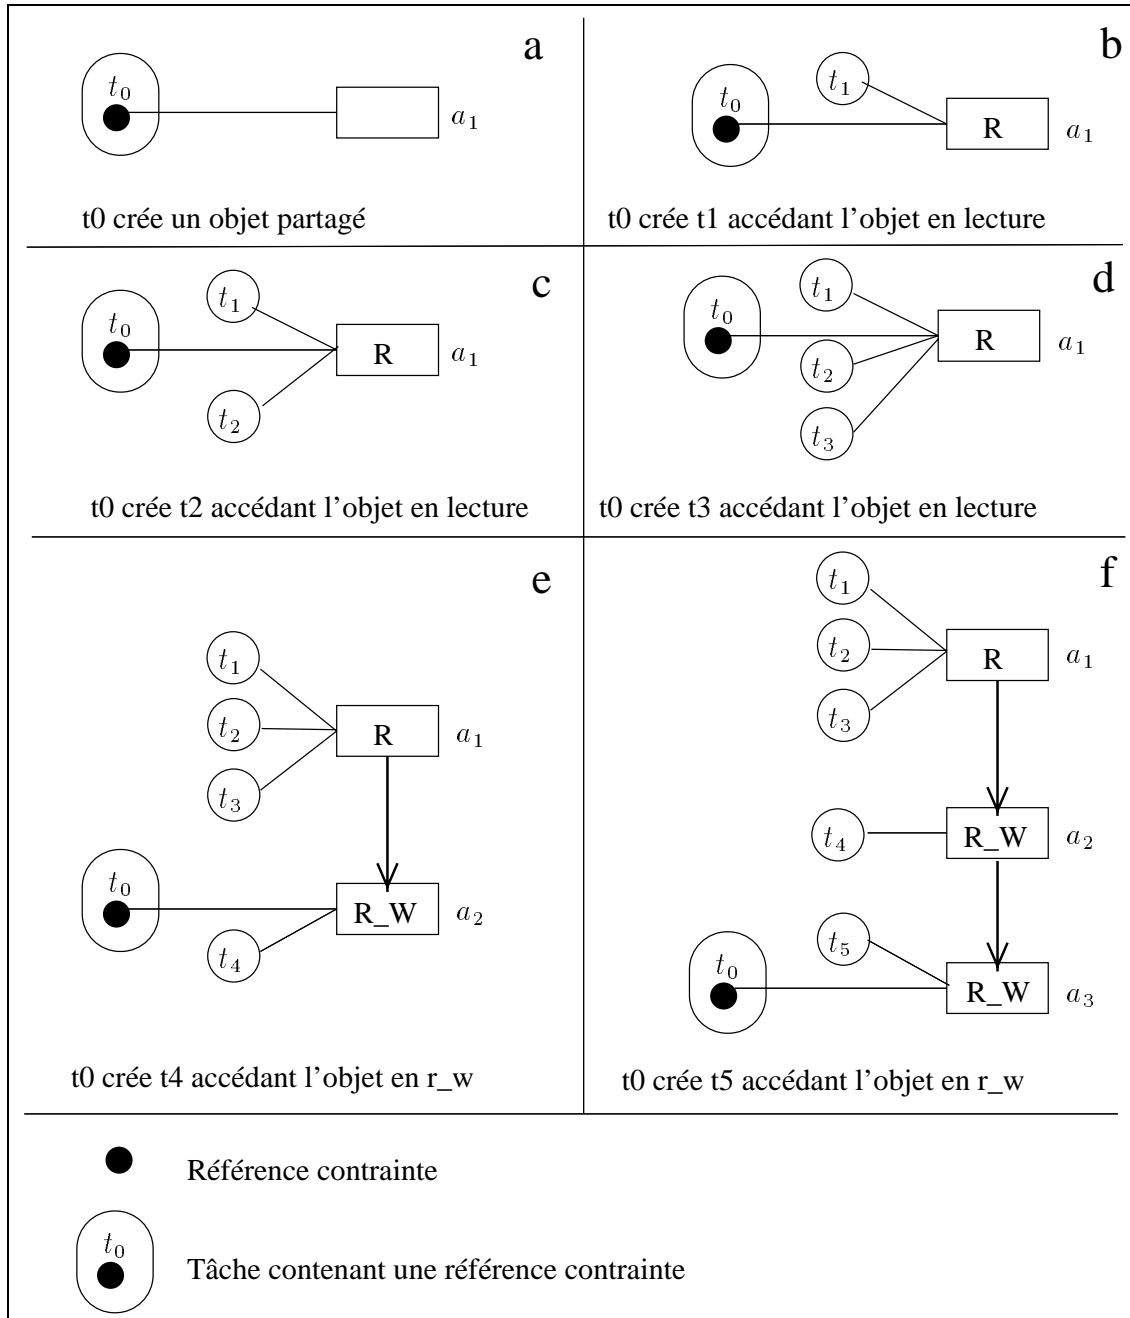 a
t0
a1
t0 crée un objet partagé
b
t1
t0
R
a1
t0 crée t1 accédant l'objet en lecture
c
t1
t0
R
a1
t2
t0 crée t2 accédant l'objet en lecture
d
t1
t0
R
a1
t2
t3
t0 crée t3 accédant l'objet en lecture
e
t1
t2
R
a1
t3
t0
R_W
a2
t4
t0 crée t4 accédant l'objet en r_w
f
t1
t2
R
a1
t3
t4
R_W
a2
t5
t0
R_W
a3
t0 crée t5 accédant l'objet en r_w
Référence contrainte
t0
Tâche contenant une référence contrainte